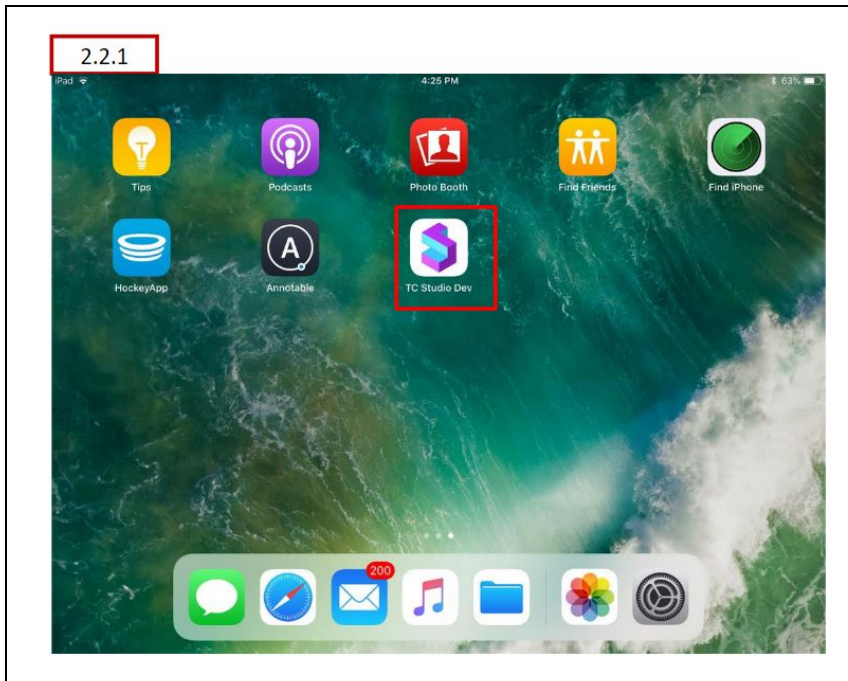 2.2.1
iPad 4:25 PM 63%
Tips Podcasts Photo Booth Find Friends Find iPhone
A
HockeyApp Annotable TC Studio Dev
200